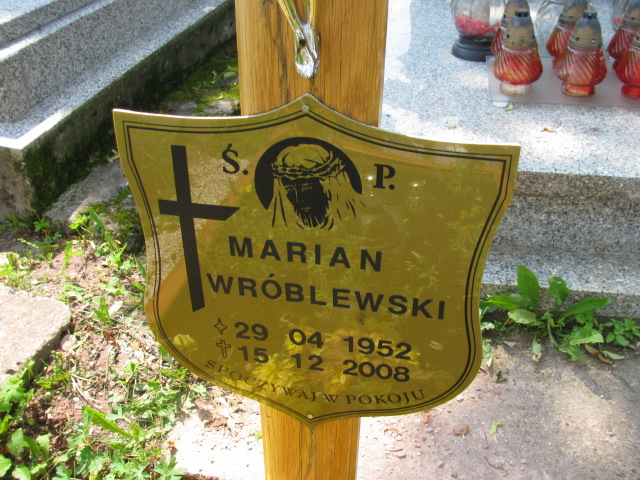 Ś. P.
MARIAN
WRÓBLEWSKI
29 04 1952
15 12 2008
SPOCZYWAJ W POKOJU